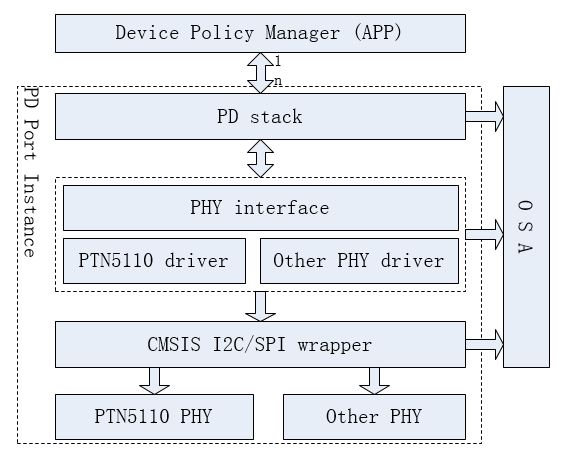 Device Policy Manager (APP)
1
n
PD Port Instance
PD stack
PHY interface
PTN5110 driver
Other PHY driver
OSA
CMSIS I2C/SPI wrapper
PTN5110 PHY
Other PHY